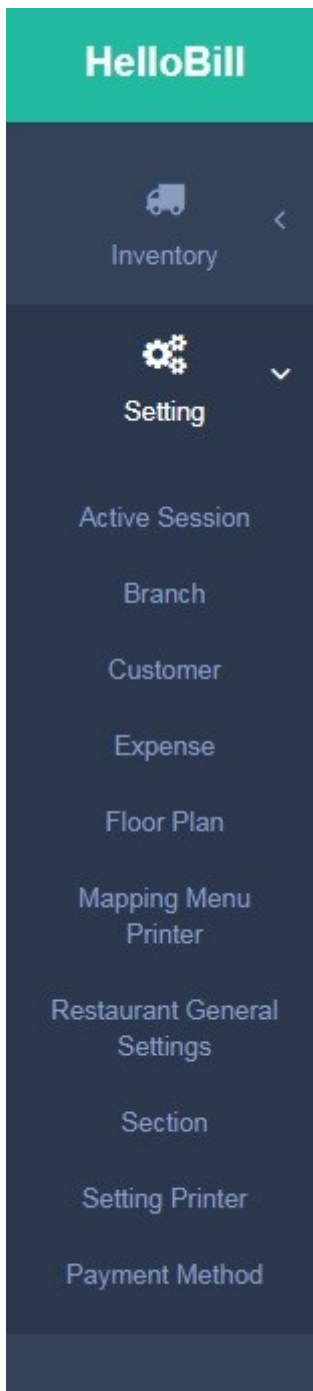 HelloBill
Inventory
Setting
Active Session
Branch
Customer
Expense
Floor Plan
Mapping Menu
Printer
Restaurant General
Settings
Section
Setting Printer
Payment Method